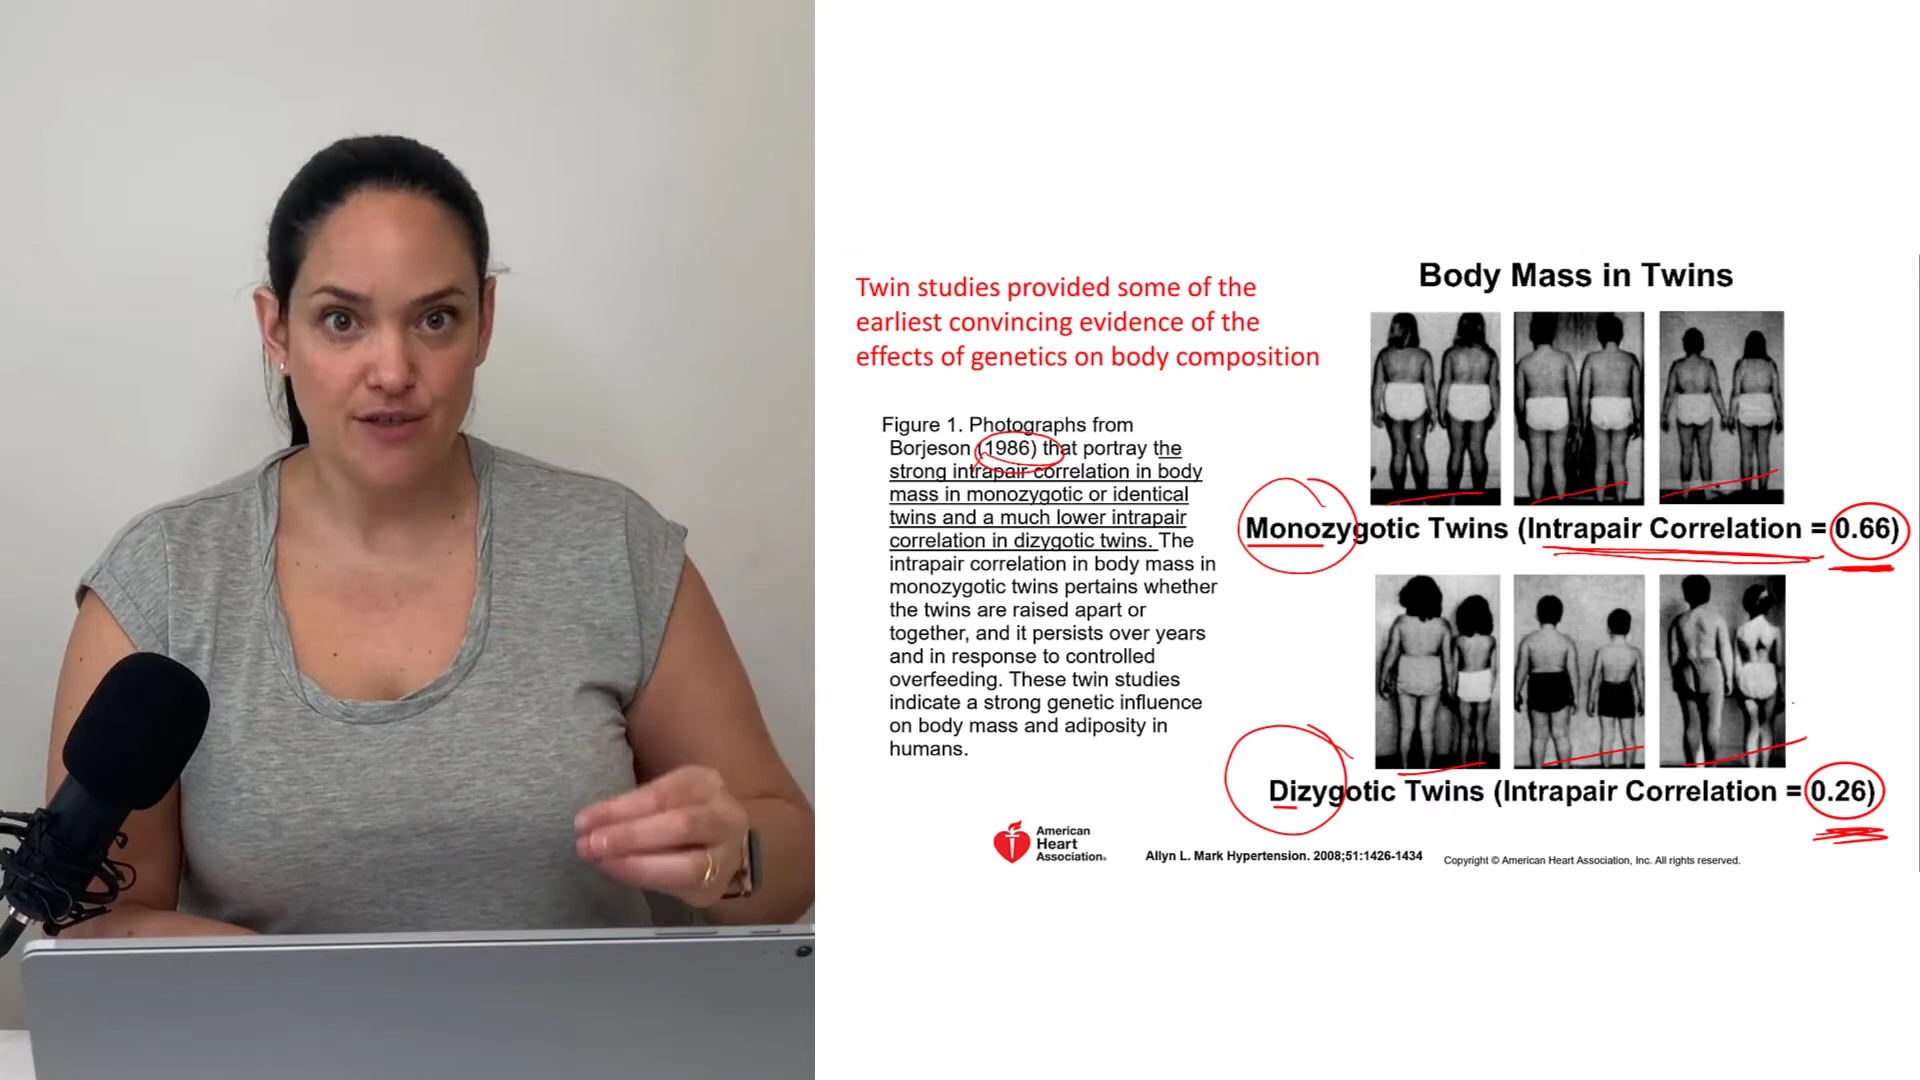 Twin studies provided some of the
earliest convincing evidence of the
effects of genetics on body composition
Figure 1. Photographs from
Borjeson (1986) that portray the
strong intrapair correlation in body
mass in monozygotic or identical
twins and a much lower intrapair
correlation in dizygotic twins. The
intrapair correlation in body mass in
monozygotic twins pertains whether
the twins are raised apart or
together, and it persists over years
and in response to controlled
overfeeding. These twin studies
indicate a strong genetic influence
on body mass and adiposity in
humans.
Body Mass in Twins
Monozygotic Twins (Intrapair Correlation = 0.66)
Dizygotic Twins (Intrapair Correlation = 0.26)
American
Heart
Association®
Allyn L. Mark Hypertension. 2008;51:1426-1434
Copyright © American Heart Association, Inc. All rights reserved.